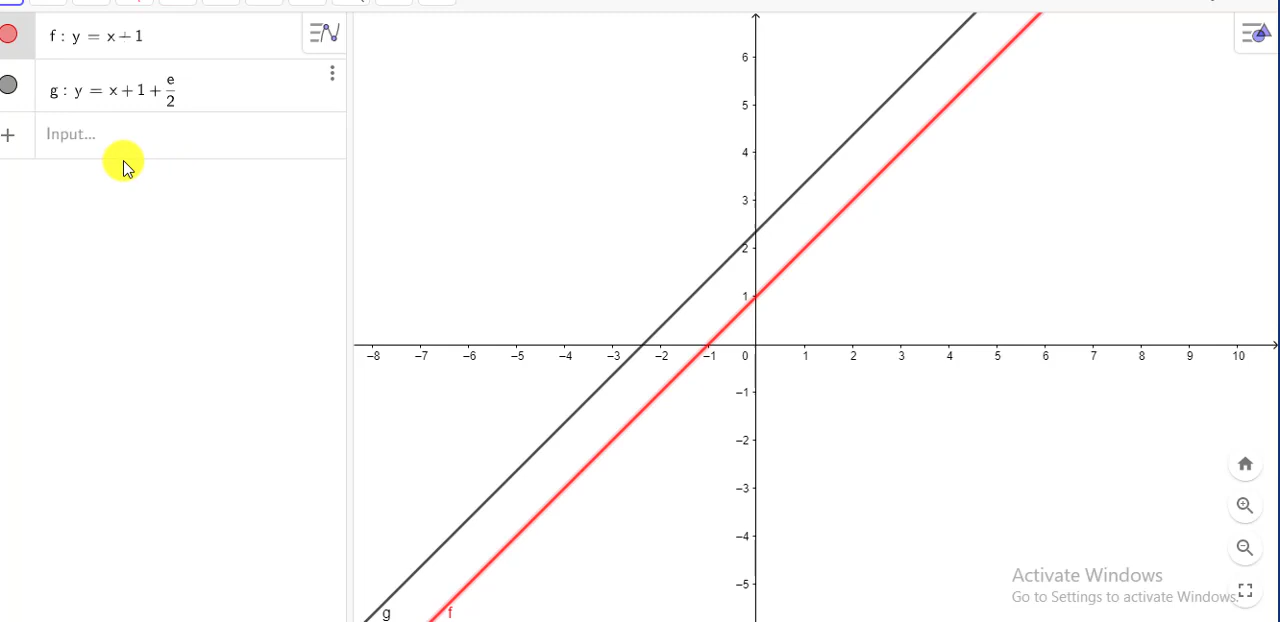 f : y = x + 1
g : y = x + 1 + e/2
Input...
6
5
4
3
2
1
−8 −7 −6 −5 −4 −3 −2 −1 0 1 2 3 4 5 6 7 8 9 10
−1
−2
−3
−4
−5
g f
Activate Windows
Go to Settings to activate Windows.